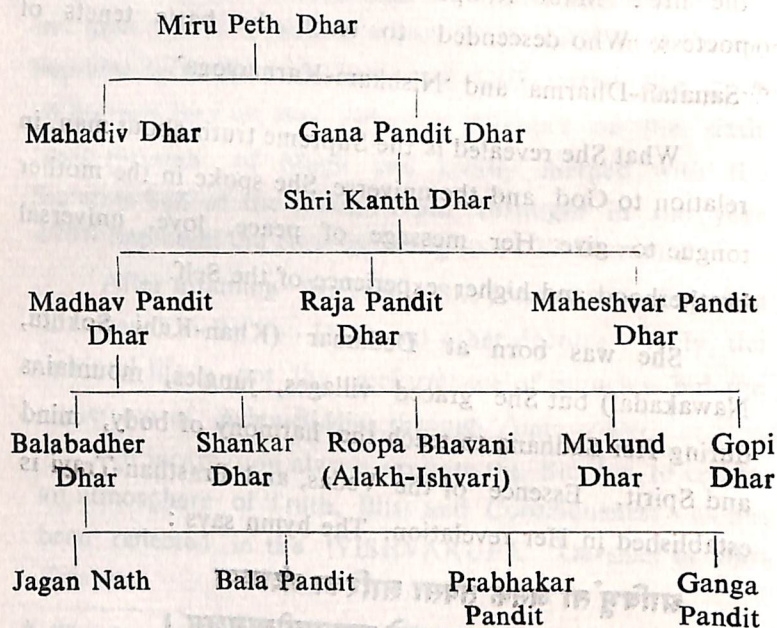 Miru Peth Dhar
Mahadiv Dhar Gana Pandit Dhar
Shri Kanth Dhar
Madhav Pandit Raja Pandit Maheshvar Pandit
Dhar Dhar Dhar
Balabadher Shankar Roopa Bhavani Mukund Gopi
Dhar Dhar (Alakh-Ishvari) Dhar Dhar
Jagan Nath Bala Pandit Prabhakar Ganga
Pandit Pandit